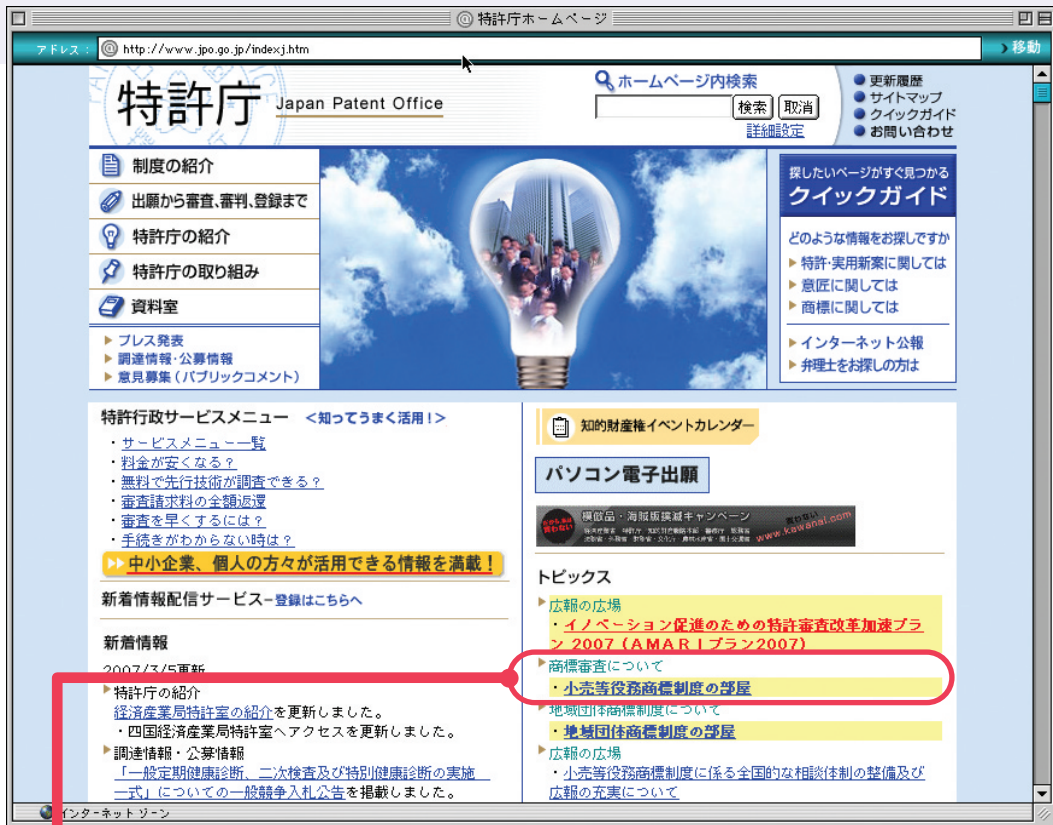 特許庁ホームページ
アドレス： http://www.jpo.go.jp/indexj.htm 移動
特許庁 Japan Patent Office
ホームページ内検索
検索 取消
詳細設定
更新履歴
サイトマップ
クイックガイド
お問い合わせ
制度の紹介
出願から審査、審判、登録まで
特許庁の紹介
特許庁の取り組み
資料室
プレス発表
調達情報・公募情報
意見募集（パブリックコメント）
探したいページがすぐ見つかる
クイックガイド
どのような情報をお探しですか
特許・実用新案に関しては
意匠に関しては
商標に関しては
インターネット公報
弁理士をお探しの方は
特許行政サービスメニュー ＜知ってうまく活用！＞
・サービスメニュー一覧
・料金が安くなる？
・無料で先行技術が調査できる？
・審査請求料の全額返還
・審査を早くするには？
・手続きがわからない時は？
中小企業、個人の方々が活用できる情報を満載！
新着情報配信サービス−登録はこちらへ
新着情報
2007/3/5更新
特許庁の紹介
経済産業局特許室の紹介を更新しました。
・四国経済産業局特許室へアクセスを更新しました。
調達情報・公募情報
「一般定期健康診断、二次検査及び特別健康診断の実施
一式」についての一般競争入札公告を掲載しました。
知的財産権イベントカレンダー
パソコン電子出願
模倣品・海賊版撲滅キャンペーン
www.kawanai.com
トピックス
広報の広場
・イノベーション促進のための特許審査改革加速プラ
ン 2007（AMARIプラン2007）
商標審査について
・小売等役務商標制度の部屋
地域団体商標制度について
・地域団体商標制度の部屋
広報の広場
・小売等役務商標制度に係る全国的な相談体制の整備及び
広報の充実について
インターネット ゾーン